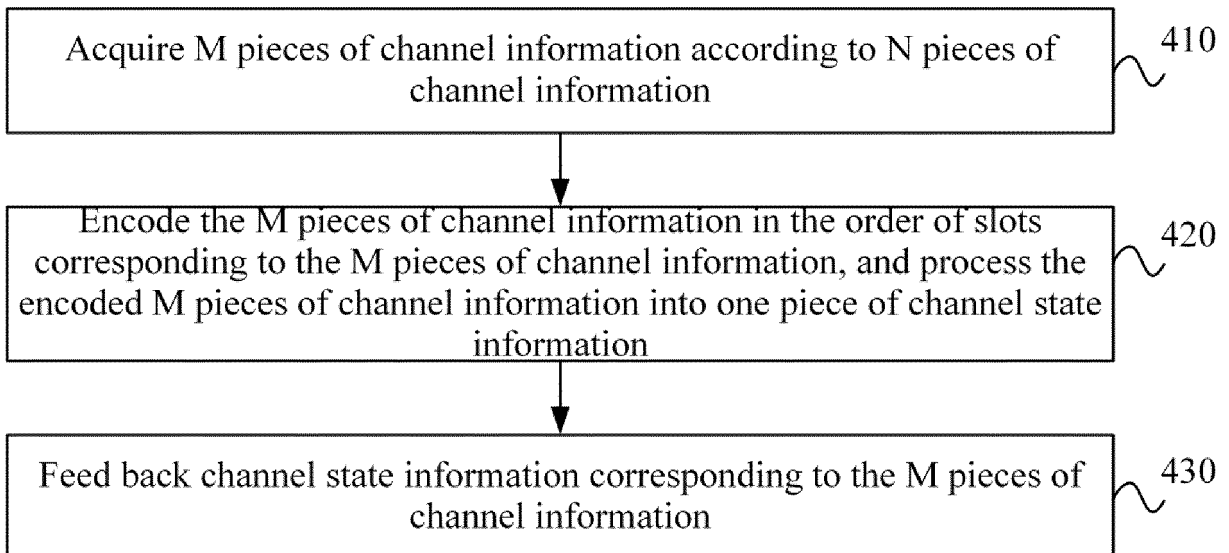 Acquire M pieces of channel information according to N pieces of
channel information
410
Encode the M pieces of channel information in the order of slots
corresponding to the M pieces of channel information, and process the
encoded M pieces of channel information into one piece of channel state
information
420
Feed back channel state information corresponding to the M pieces of
channel information
430